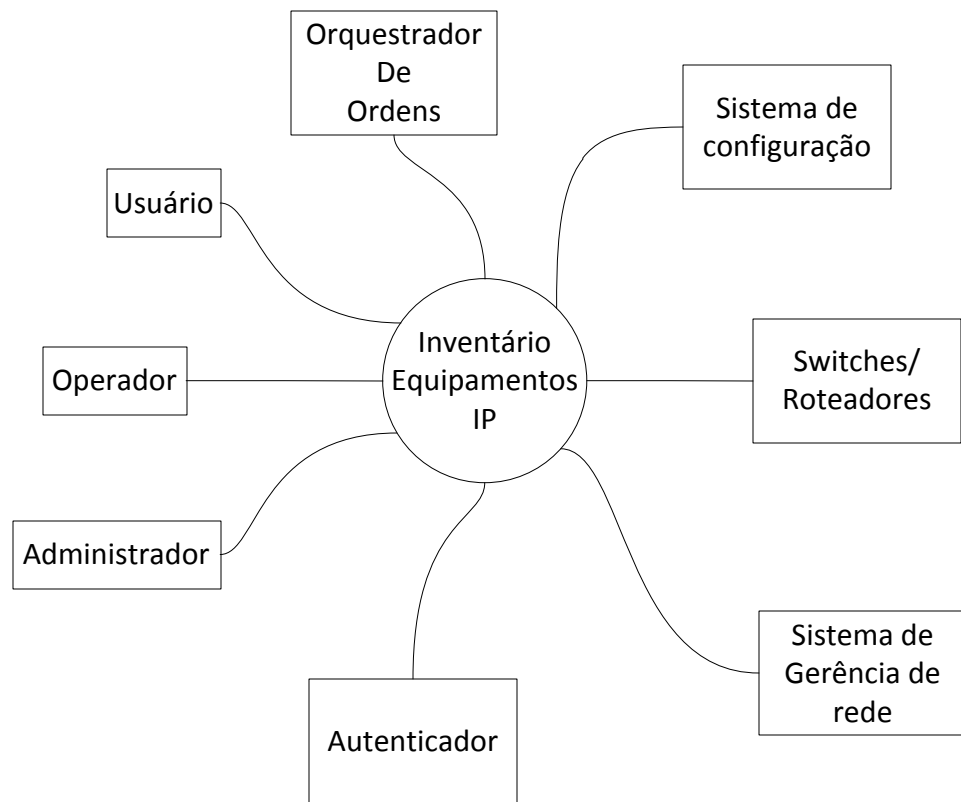 Orquestrador
De
Ordens
Sistema de
configuração
Usuário
Inventário
Equipamentos
IP
Operador
Switches/
Roteadores
Administrador
Sistema de
Gerência de
rede
Autenticador